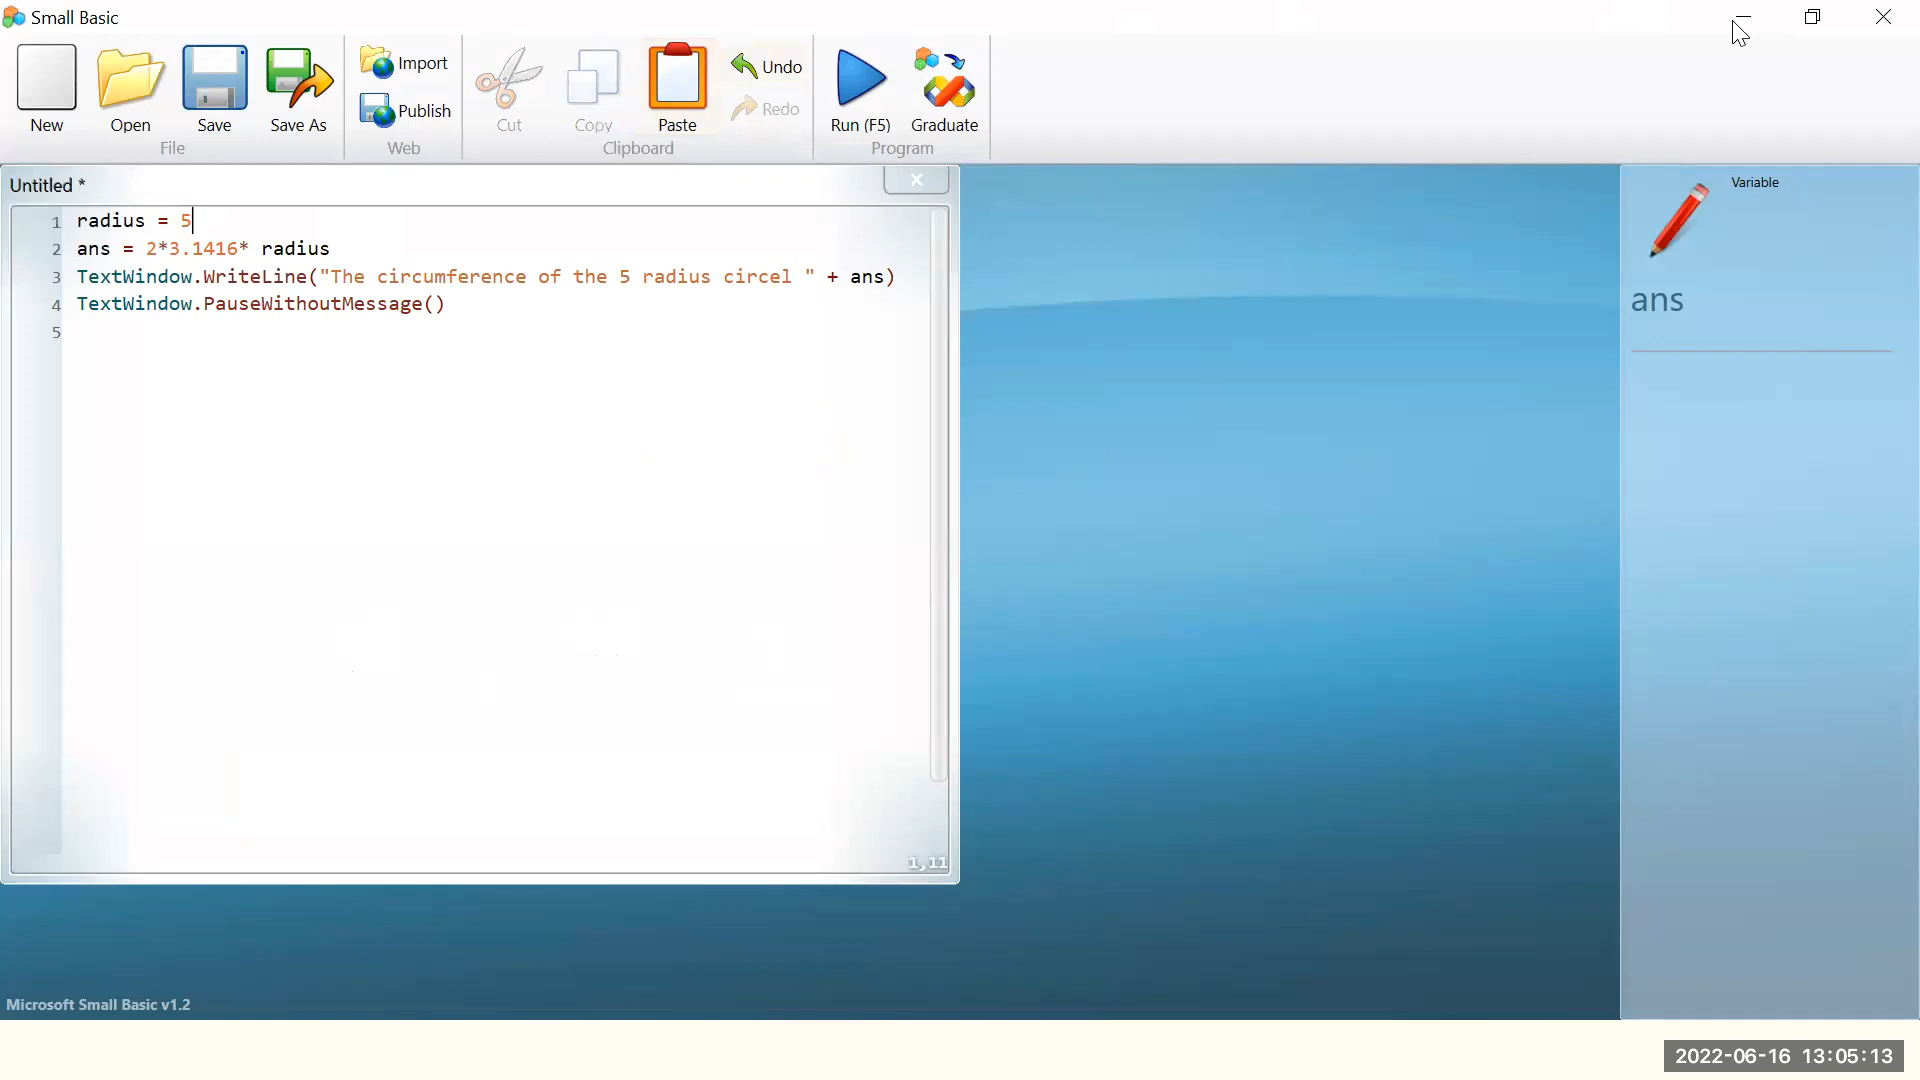 Small Basic
New
Open
Save
Save As
File
Import
Publish
Web
Cut
Copy
Paste
Undo
Redo
Clipboard
Run (F5)
Graduate
Program
Untitled *
1 radius = 5
2 ans = 2*3.1416* radius
3 TextWindow.WriteLine("The circumference of the 5 radius circel " + ans)
4 TextWindow.PauseWithoutMessage()
5
1,11
Variable
ans
Microsoft Small Basic v1.2
2022-06-16 13:05:13